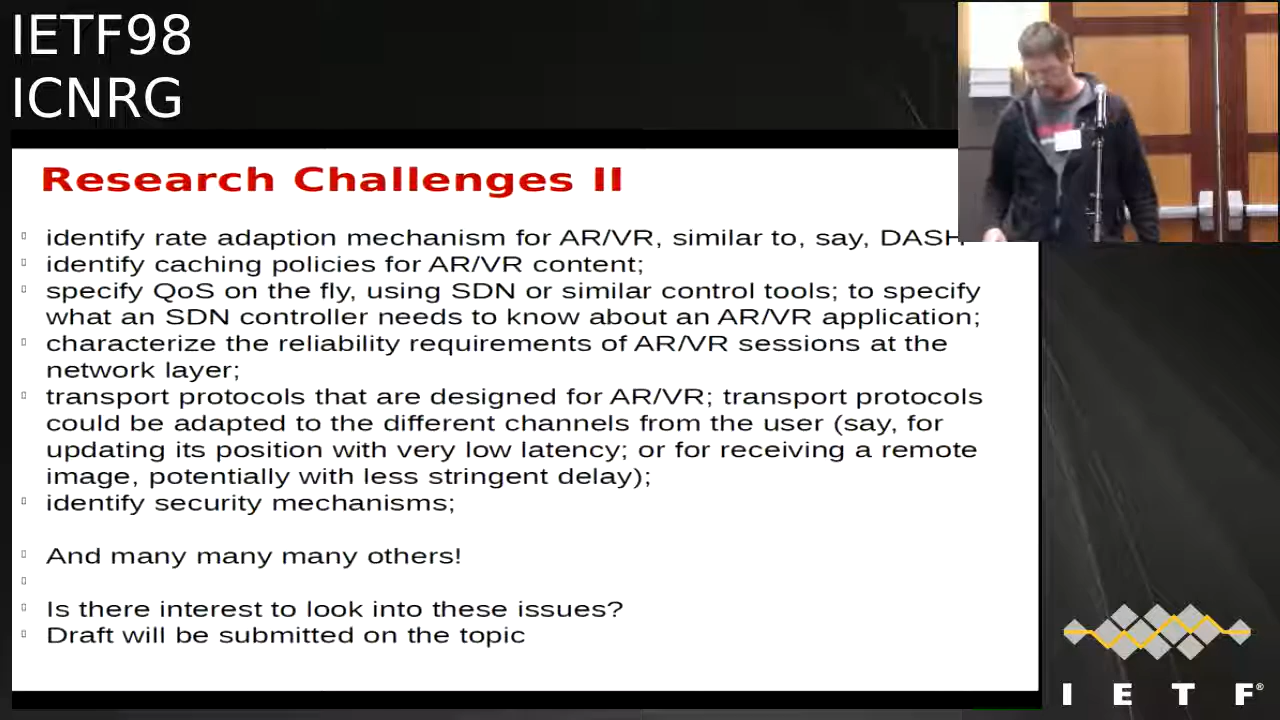 IETF98
ICNRG
Research Challenges II
identify rate adaption mechanism for AR/VR, similar to, say, DASH
identify caching policies for AR/VR content;
specify QoS on the fly, using SDN or similar control tools; to specify
what an SDN controller needs to know about an AR/VR application;
characterize the reliability requirements of AR/VR sessions at the
network layer;
transport protocols that are designed for AR/VR; transport protocols
could be adapted to the different channels from the user (say, for
updating its position with very low latency; or for receiving a remote
image, potentially with less stringent delay);
identify security mechanisms;
And many many many others!
Is there interest to look into these issues?
Draft will be submitted on the topic
I E T F®